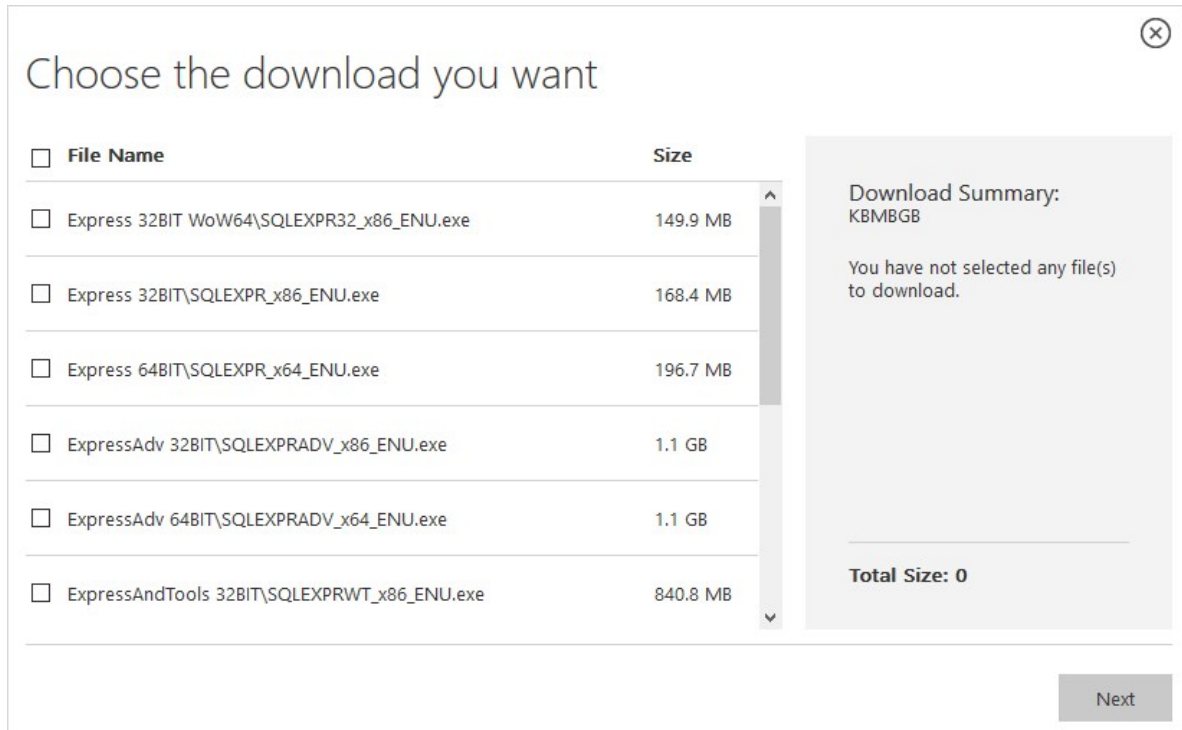 Choose the download you want
File Name Size
Express 32BIT WoW64\SQLEXPR32_x86_ENU.exe 149.9 MB
Express 32BIT\SQLEXPR_x86_ENU.exe 168.4 MB
Express 64BIT\SQLEXPR_x64_ENU.exe 196.7 MB
ExpressAdv 32BIT\SQLEXPRADV_x86_ENU.exe 1.1 GB
ExpressAdv 64BIT\SQLEXPRADV_x64_ENU.exe 1.1 GB
ExpressAndTools 32BIT\SQLEXPRWT_x86_ENU.exe 840.8 MB
Download Summary:
KBMBGB
You have not selected any file(s)
to download.
Total Size: 0
Next